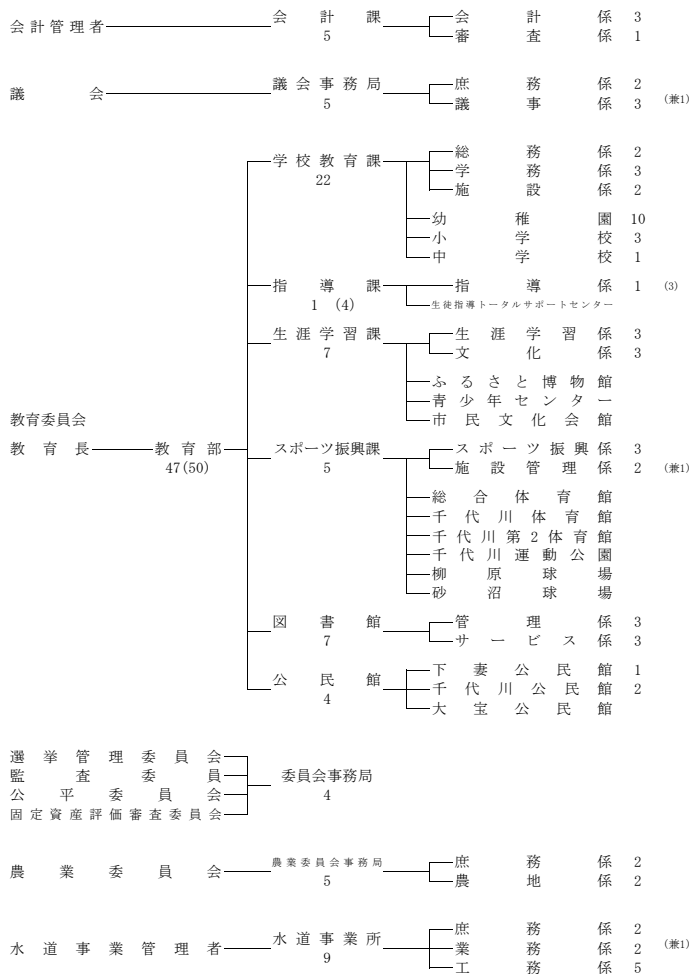 会計管理者 会計課 会計係 3
5 審査係 1
議会 議会事務局 庶務係 2
5 議事係 3 (兼1)
学校教育課 総務係 2
22 学務係 3
施設係 2
幼稚園 10
小学校 3
中学校 1
指導課 指導係 1 (3)
1 (4) 生徒指導トータルサポートセンター
生涯学習課 生涯学習係 3
7 文化係 3
ふるさと博物館
青少年センター
市民文化会館
教育委員会
教育長 教育部 スポーツ振興課 スポーツ振興係 3
47(50) 5 施設管理係 2 (兼1)
総合体育館
千代川体育館
千代川第2体育館
千代川運動公園
柳原球場
砂沼球場
図書館 管理係 3
7 サービス係 3
公民館 下妻公民館 1
4 千代川公民館 2
大宝公民館
選挙管理委員会
監査委員 委員会事務局
公平委員会 4
固定資産評価審査委員会
農業委員会 農業委員会事務局 庶務係 2
5 農地係 2
水道事業管理者 水道事業所 庶務係 2
9 業務係 2 (兼1)
工務係 5